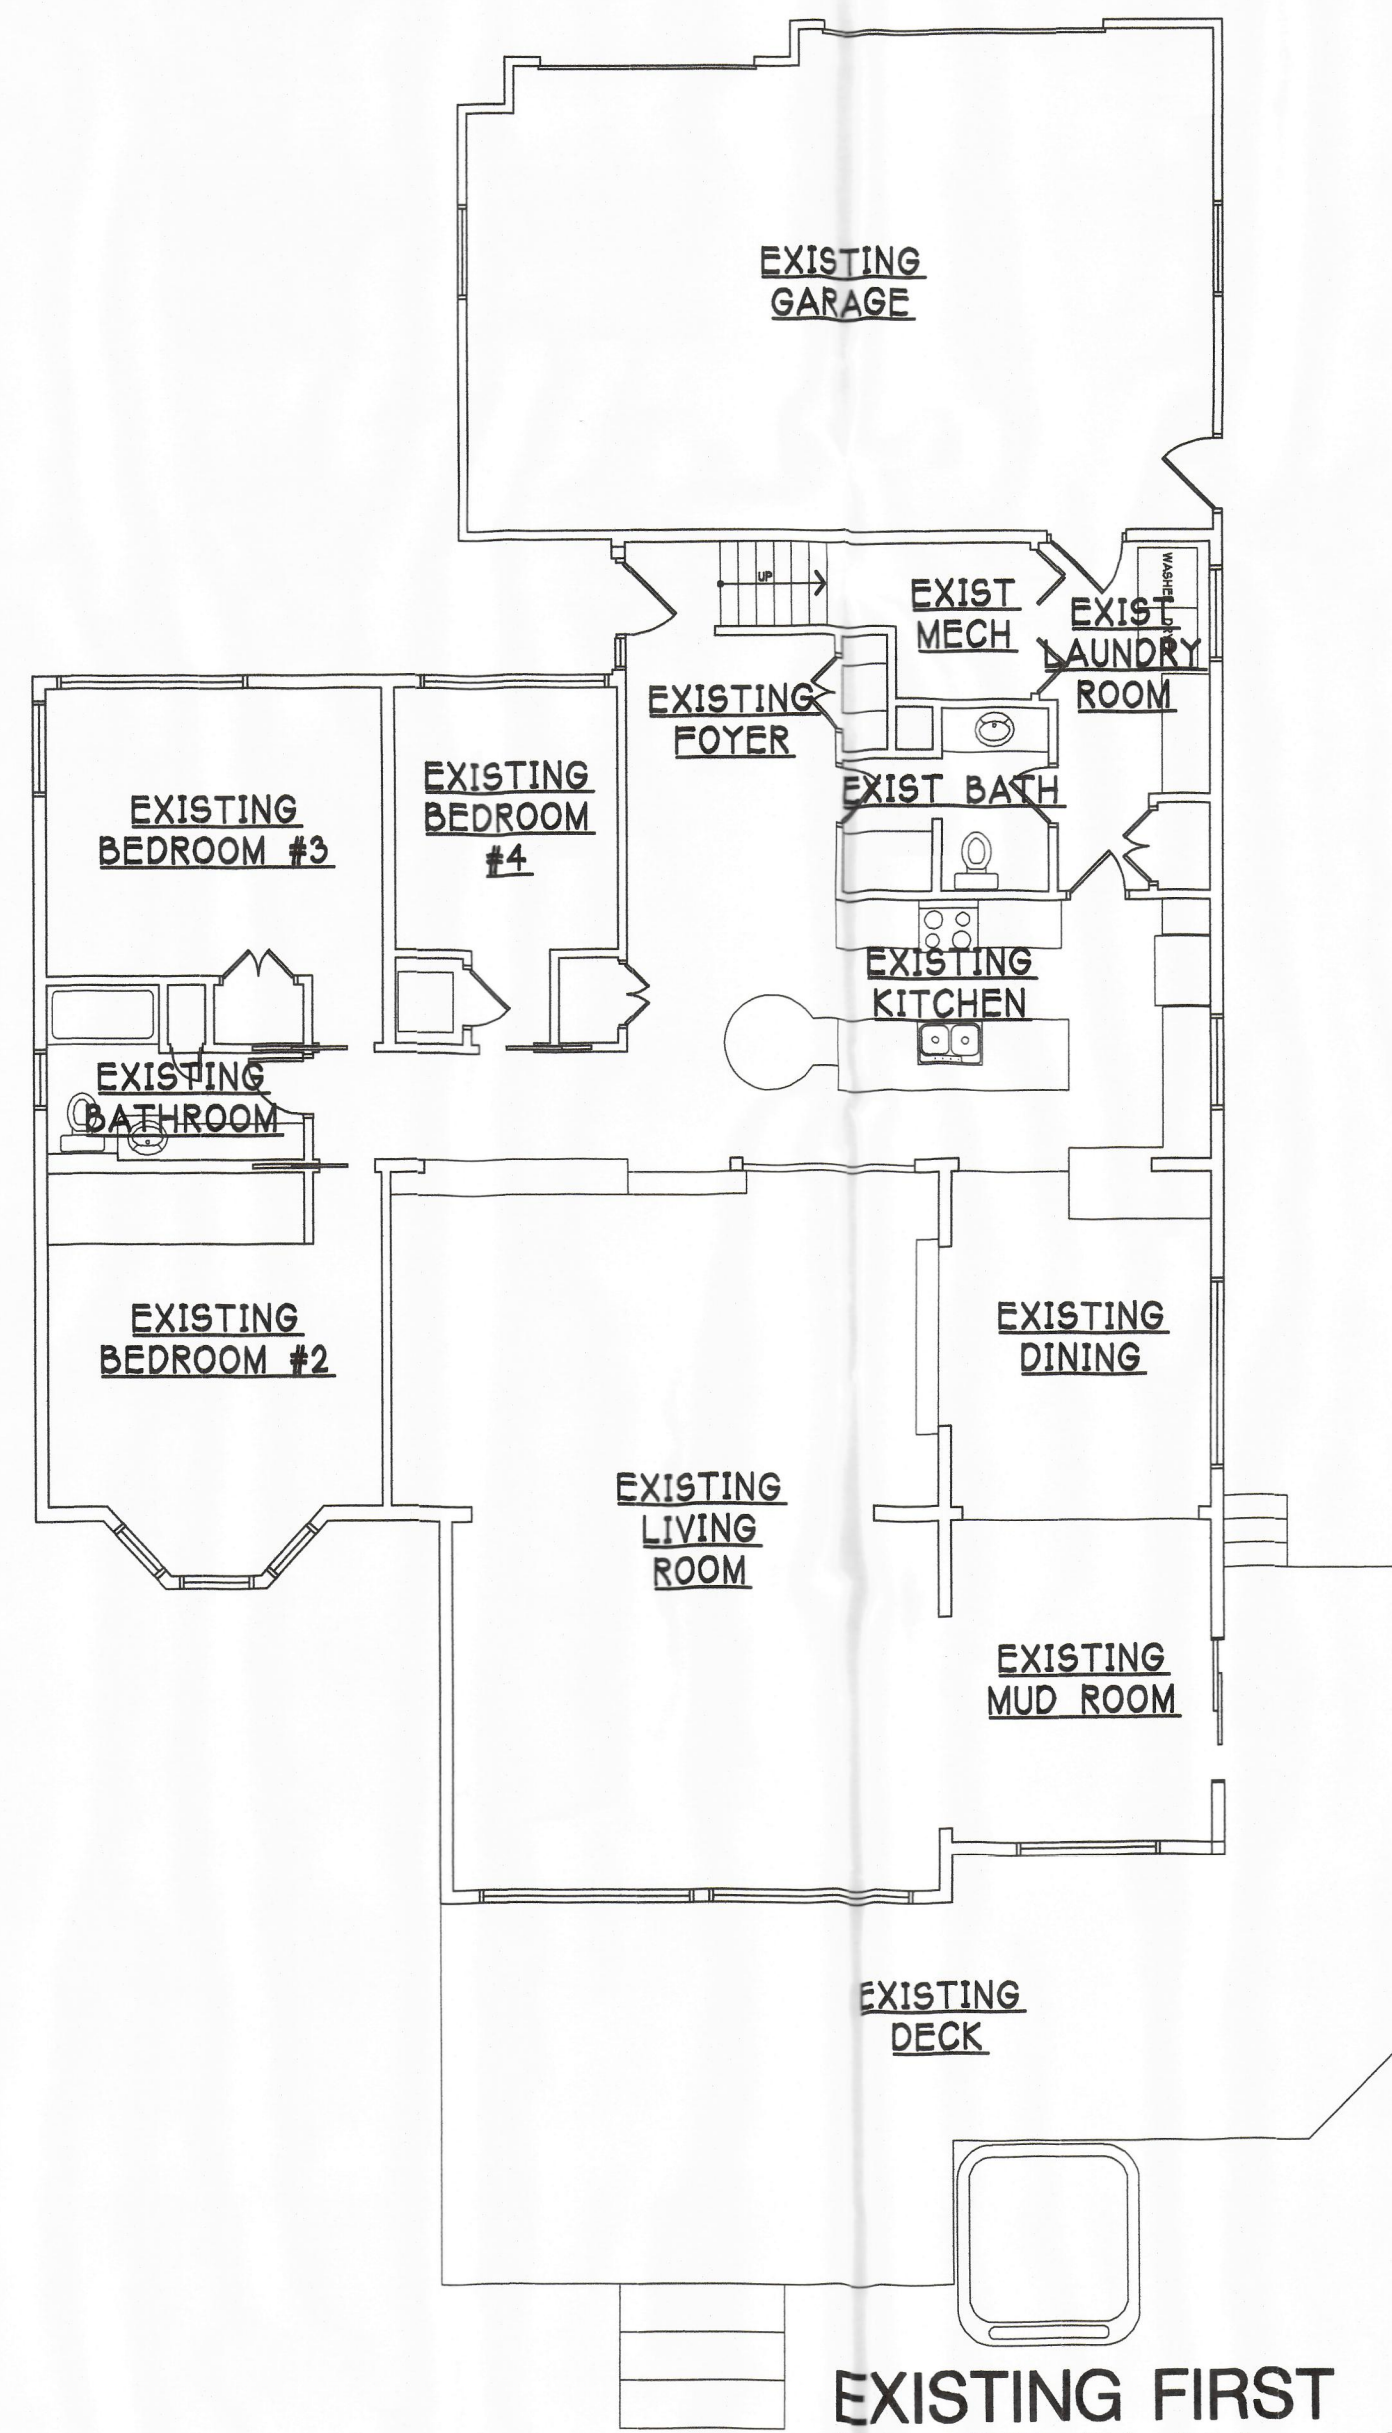 EXISTING
GARAGE
UP
EXIST
MECH
WASHER
DRYER
EXIST
LAUNDRY
ROOM
EXISTING
FOYER
EXISTING
BEDROOM
#4
EXIST BATH
EXISTING
BEDROOM #3
EXISTING
KITCHEN
EXISTING
BATHROOM
EXISTING
BEDROOM #2
EXISTING
DINING
EXISTING
LIVING
ROOM
EXISTING
MUD ROOM
EXISTING
DECK
EXISTING FIRST